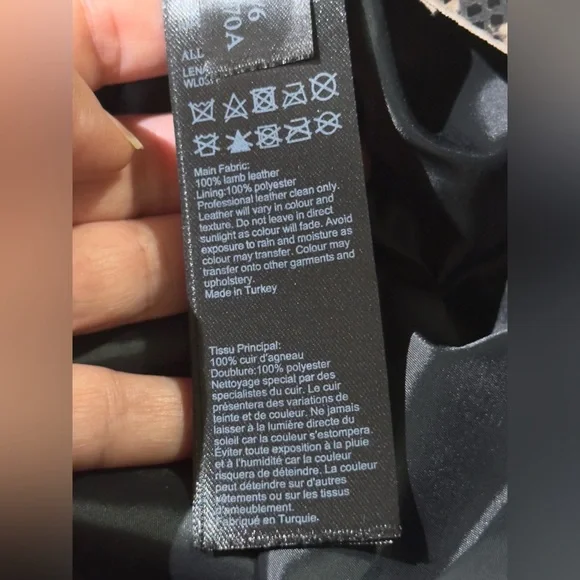 6
70A
ALL
Main Fabric:
100% lamb leather
Lining:100% polyester
Professional leather clean only.
Leather will vary in colour and
texture. Do not leave in direct
sunlight as colour will fade. Avoid
exposure to rain and moisture as
colour may transfer. Colour may
transfer onto other garments and
upholstery.
Made in Turkey
Tissu Principal:
100% cuir d'agneau
Doublure:100% polyester
Nettoyage special par des
specialistes du cuir. Le cuir
présentera des variations de
teinte et de couleur. Ne jamais
laisser à la lumière directe du
soleil car la couleur s'estompera.
Éviter toute exposition à la pluie
et à l'humidité car la couleur
risquera de déteindre. La couleur
peut déteindre sur d'autres
vêtements ou sur les tissus
d'ameublement.
Fabriqué en Turquie.